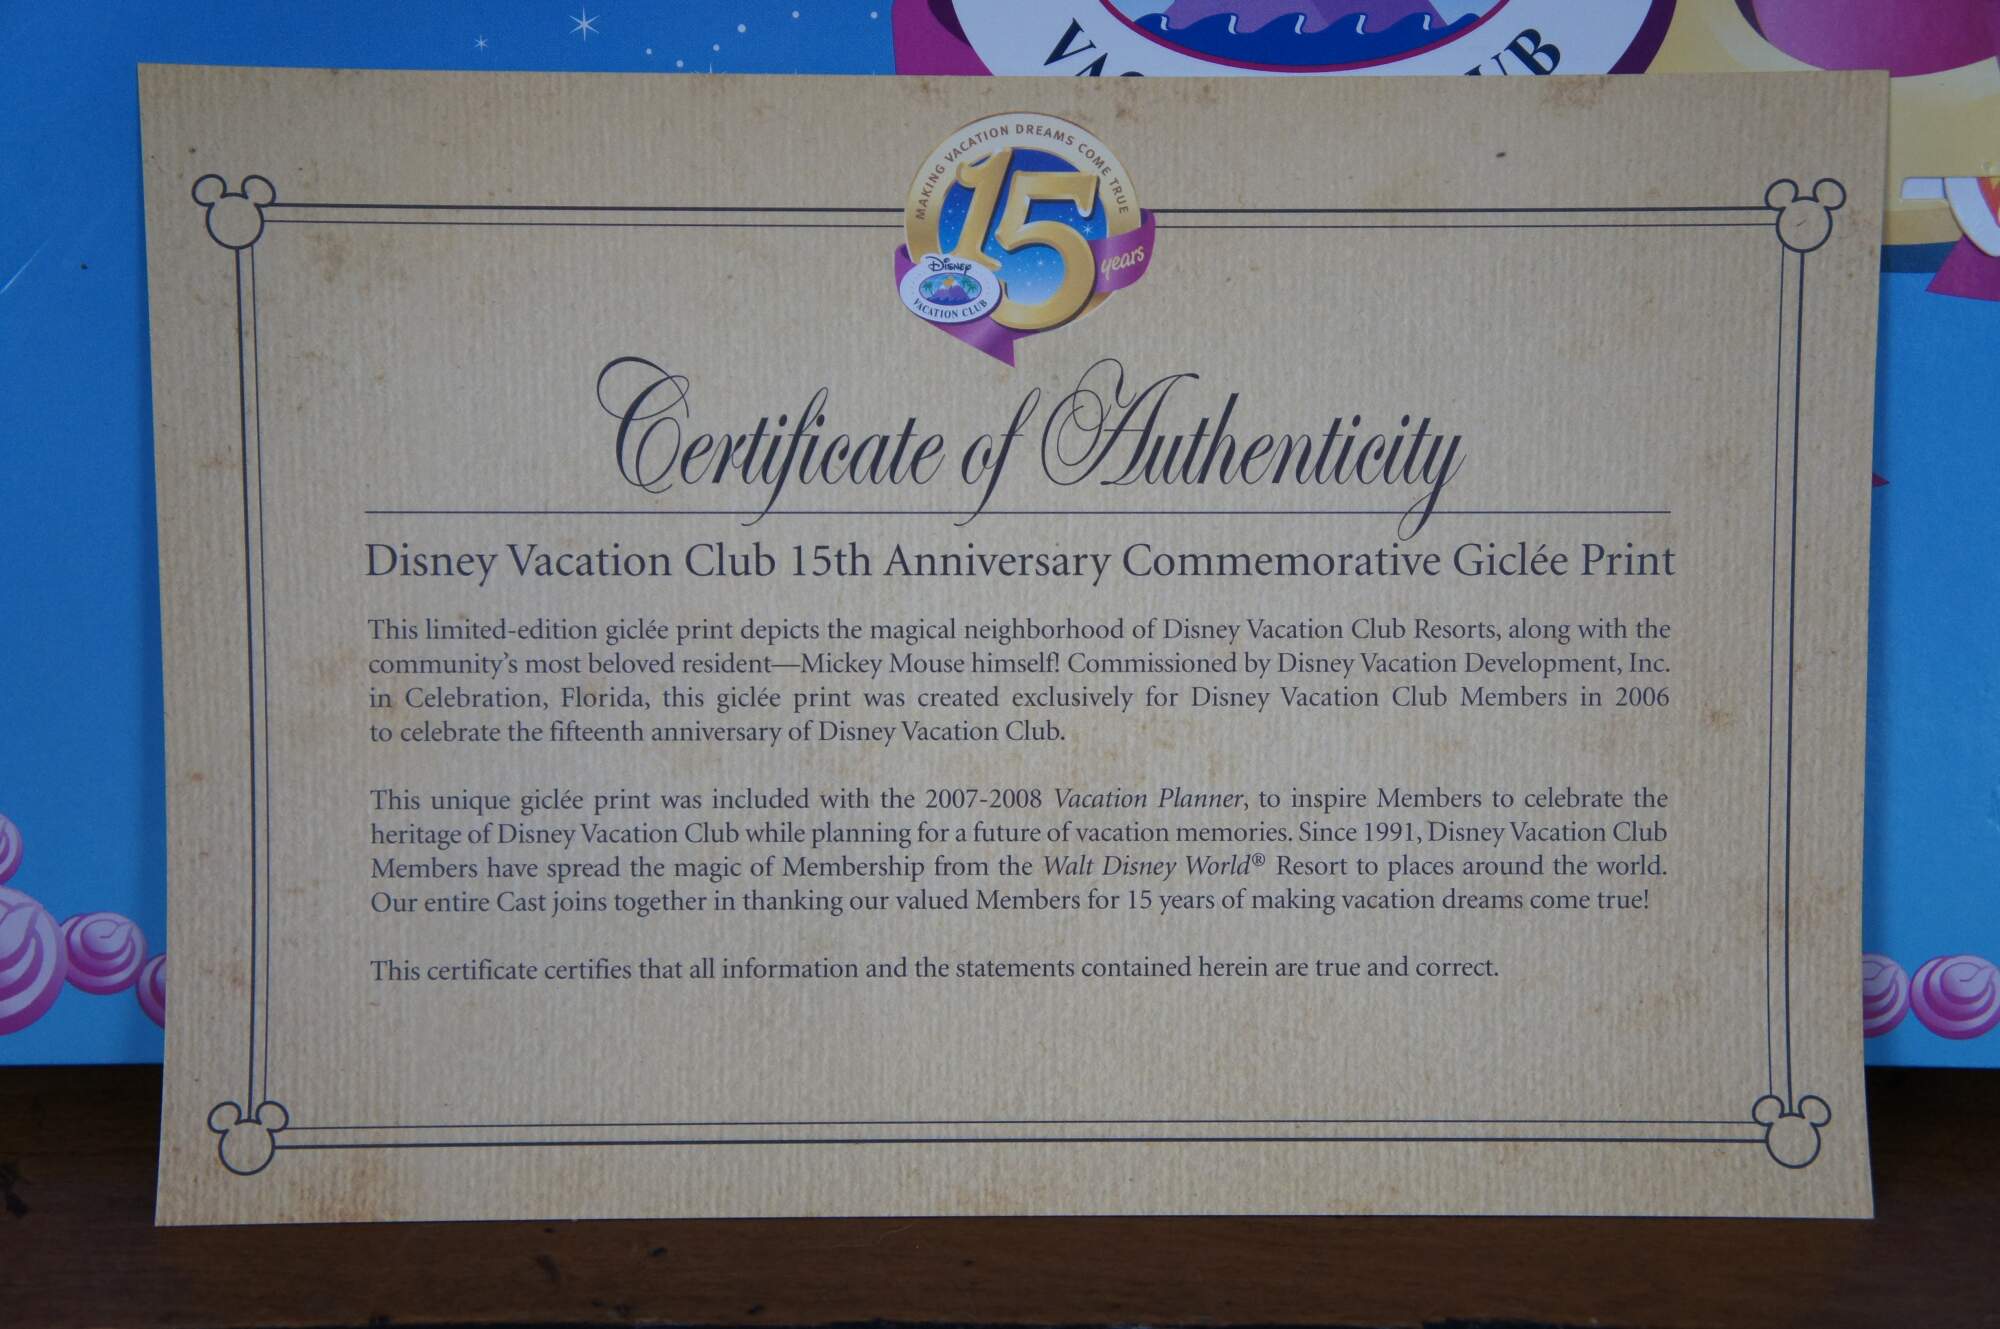 VA CUB
MAKING VACATION DREAMS COME TRUE
15
years
Disney
VACATION CLUB
Certificate of Authenticity
Disney Vacation Club 15th Anniversary Commemorative Giclée Print
This limited-edition giclée print depicts the magical neighborhood of Disney Vacation Club Resorts, along with the
community's most beloved resident—Mickey Mouse himself! Commissioned by Disney Vacation Development, Inc.
in Celebration, Florida, this giclée print was created exclusively for Disney Vacation Club Members in 2006
to celebrate the fifteenth anniversary of Disney Vacation Club.
This unique giclée print was included with the 2007-2008 Vacation Planner, to inspire Members to celebrate the
heritage of Disney Vacation Club while planning for a future of vacation memories. Since 1991, Disney Vacation Club
Members have spread the magic of Membership from the Walt Disney World® Resort to places around the world.
Our entire Cast joins together in thanking our valued Members for 15 years of making vacation dreams come true!
This certificate certifies that all information and the statements contained herein are true and correct.